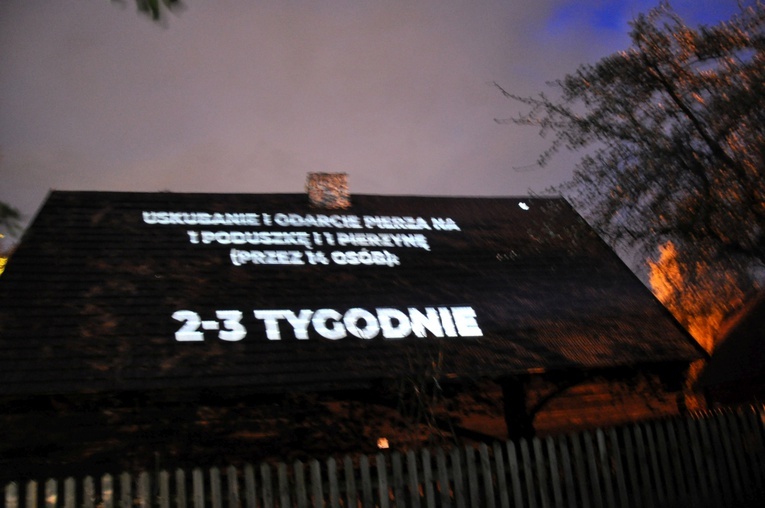 USKUBANIE I ODARCIE PIERZA NA
1 PODUSZKĘ I 1 PIERZYNĘ
(PRZEZ 14 OSÓB):
2-3 TYGODNIE